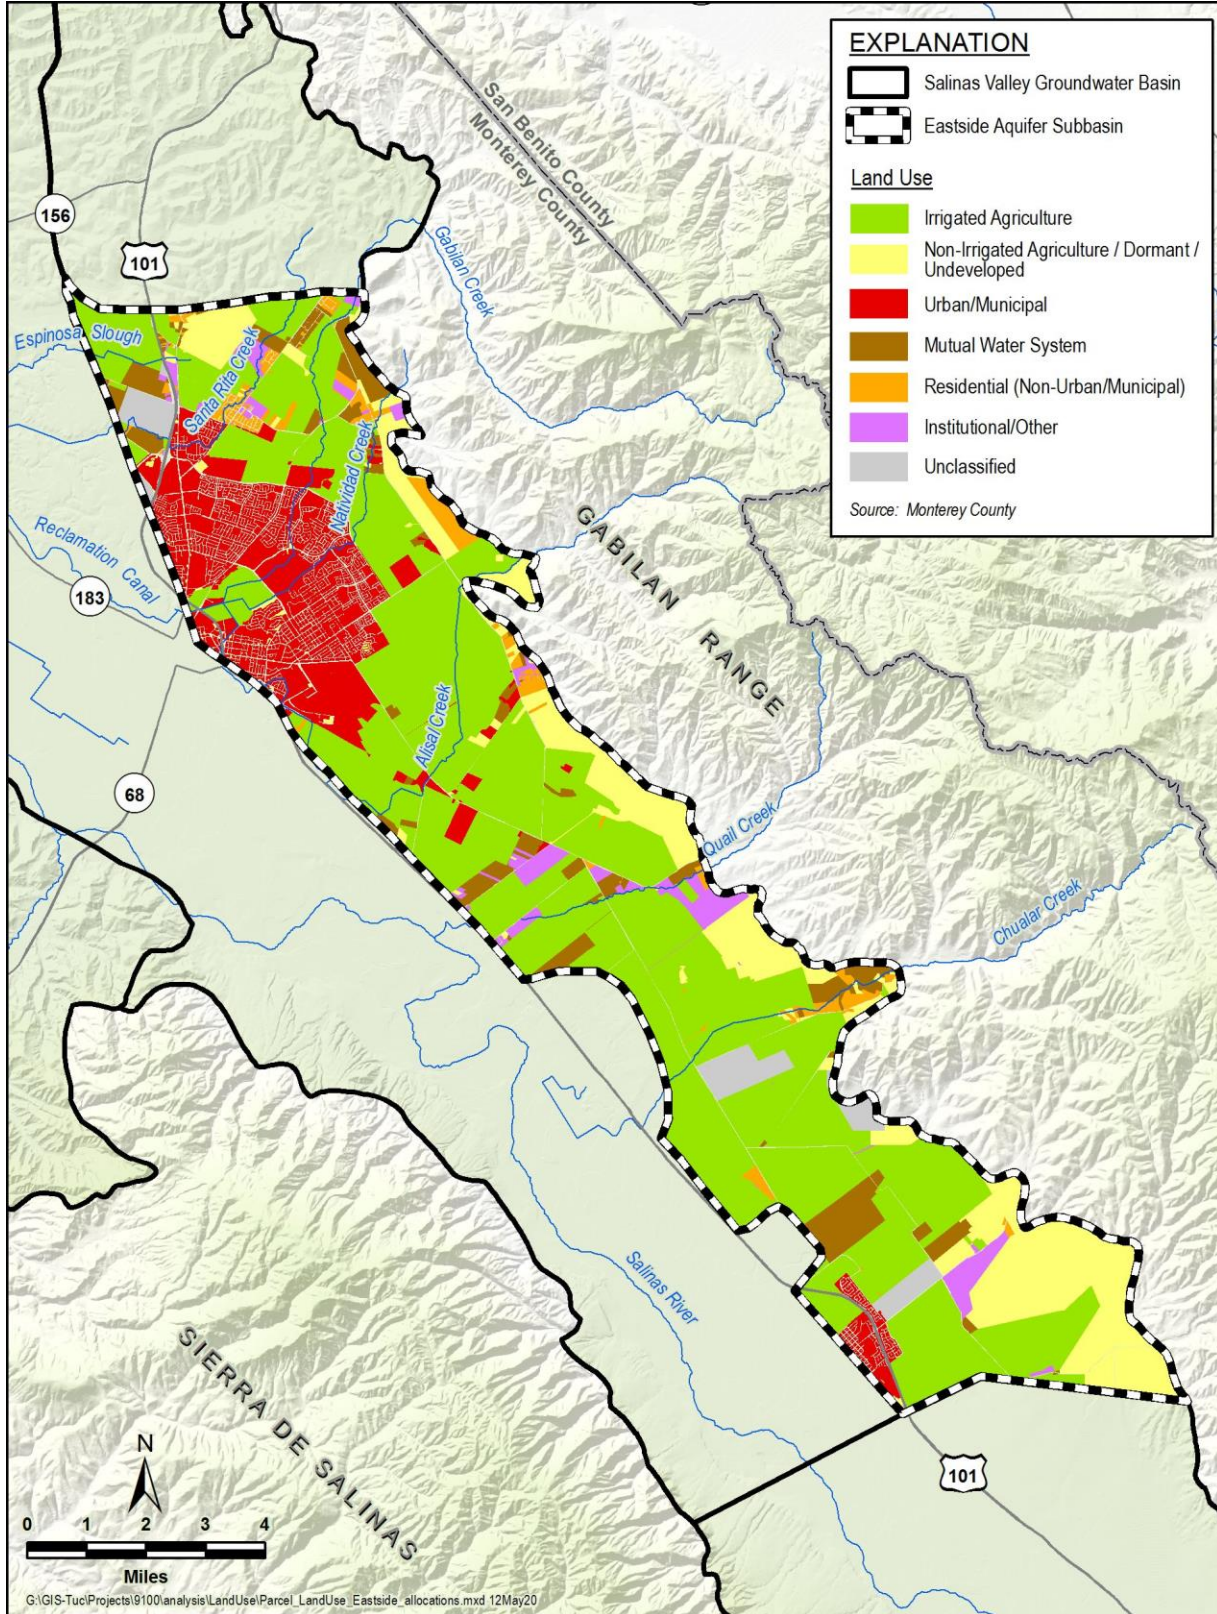 EXPLANATION
Salinas Valley Groundwater Basin
Eastside Aquifer Subbasin
Land Use
Irrigated Agriculture
Non-Irrigated Agriculture / Dormant /
Undeveloped
Urban/Municipal
Mutual Water System
Residential (Non-Urban/Municipal)
Institutional/Other
Unclassified
Source: Monterey County
San Benito County
Monterey County
156
101
Gabilan Creek
Espinosa Slough
Santa Rita Creek
Natividad Creek
Reclamation Canal
183
GABILAN RANGE
Alisal Creek
68
Quail Creek
Chualar Creek
Salinas River
SIERRA DE SALINAS
101
N
0 1 2 3 4
Miles
G:\GIS-Tuc\Projects\9100\analysis\LandUse\Parcel_LandUse_Eastside_allocations.mxd 12May20